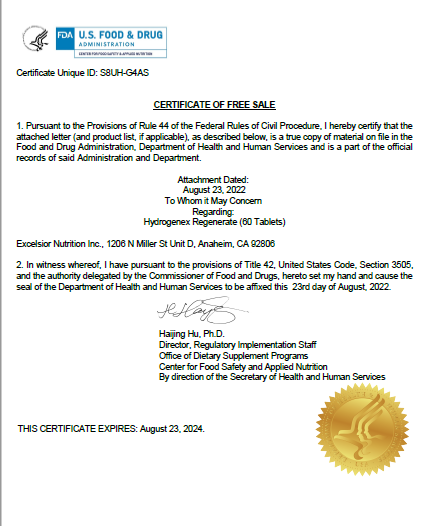 FDA
U.S. FOOD & DRUG
ADMINISTRATION
CENTER FOR FOOD SAFETY & APPLIED NUTRITION
Certificate Unique ID: S8UH-G4AS
CERTIFICATE OF FREE SALE
1. Pursuant to the Provisions of Rule 44 of the Federal Rules of Civil Procedure, I hereby certify that the
attached letter (and product list, if applicable), as described below, is a true copy of material on file in the
Food and Drug Administration, Department of Health and Human Services and is a part of the official
records of said Administration and Department.
Attachment Dated:
August 23, 2022
To Whom it May Concern
Regarding:
Hydrogenex Regenerate (60 Tablets)
Excelsior Nutrition Inc., 1206 N Miller St Unit D, Anaheim, CA 92806
2. In witness whereof, I have pursuant to the provisions of Title 42, United States Code, Section 3505,
and the authority delegated by the Commissioner of Food and Drugs, hereto set my hand and cause the
seal of the Department of Health and Human Services to be affixed this 23rd day of August, 2022.
Haijing Hu, Ph.D.
Director, Regulatory Implementation Staff
Office of Dietary Supplement Programs
Center for Food Safety and Applied Nutrition
By direction of the Secretary of Health and Human Services
THIS CERTIFICATE EXPIRES: August 23, 2024.